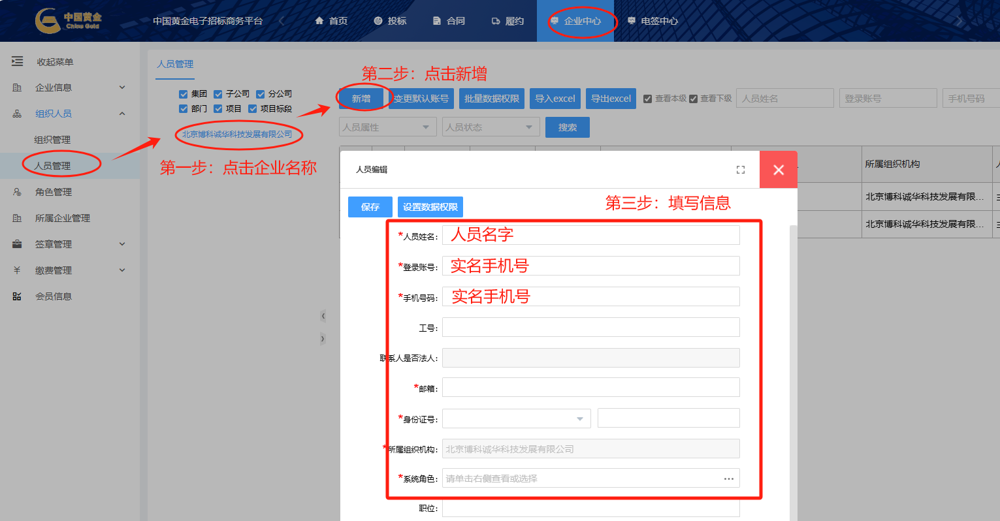 中国黄金
China Gold
中国黄金电子招标商务平台
首页
投标
合同
履约
企业中心
电签中心
收起菜单
企业信息
组织人员
组织管理
人员管理
角色管理
所属企业管理
签章管理
缴费管理
会员信息
人员管理
集团 子公司 分公司
部门 项目 项目标段
北京博科诚华科技发展有限公司
第一步：点击企业名称
第二步：点击新增
新增 变更默认账号 批量数据权限 导入excel 导出excel 查看本级 查看下级 人员姓名 登录账号 手机号码
人员属性 人员状态 搜索
所属组织机构
北京博科诚华科技发展有限...
北京博科诚华科技发展有限...
人员编辑
保存 设置数据权限
第三步：填写信息
*人员姓名: 人员名字
*登录账号: 实名手机号
*手机号码: 实名手机号
工号:
联系人是否法人:
*邮箱:
*身份证号:
*所属组织机构: 北京博科诚华科技发展有限公司
*系统角色: 请单击右侧查看或选择 ...
职位: